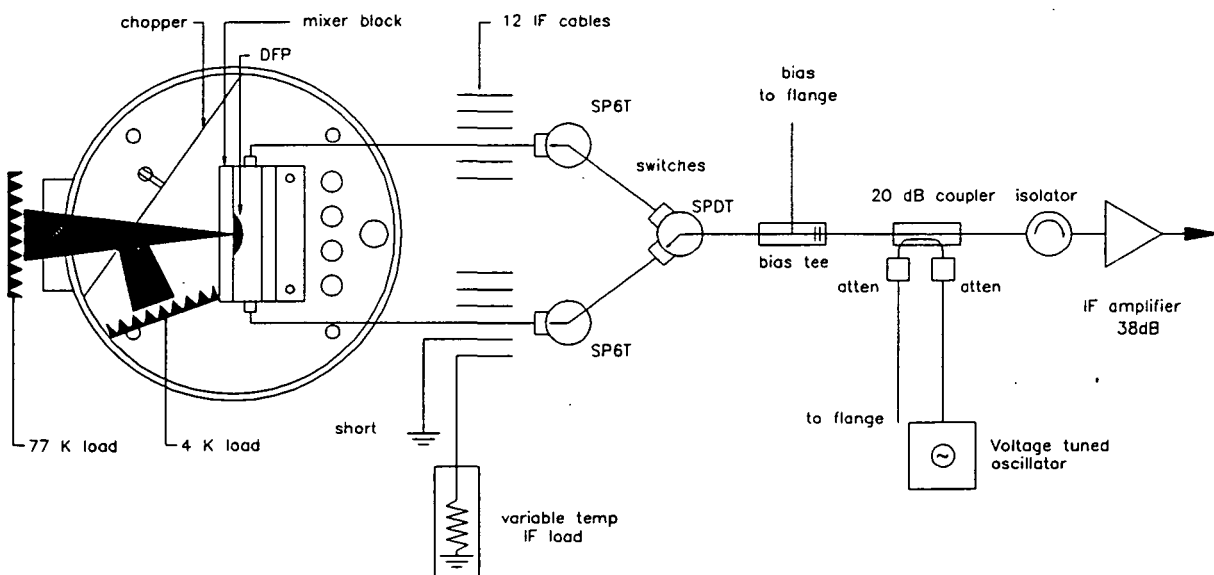 chopper
mixer block
12 IF cables
DFP
bias
to flange
SP6T
switches
SPDT
20 dB coupler
isolator
bias tee
atten
atten
IF amplifier
38dB
SP6T
short
to flange
77 K load
4 K load
Voltage tuned
oscillator
variable temp
IF load